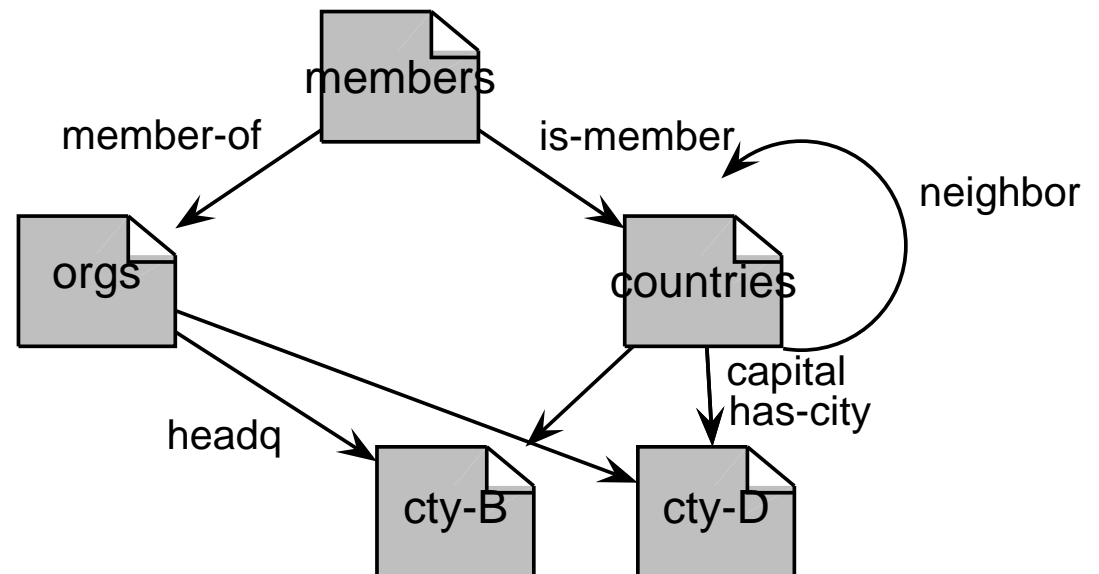 members
member-of
is-member
neighbor
orgs
countries
capital
has-city
headq
cty-B
cty-D